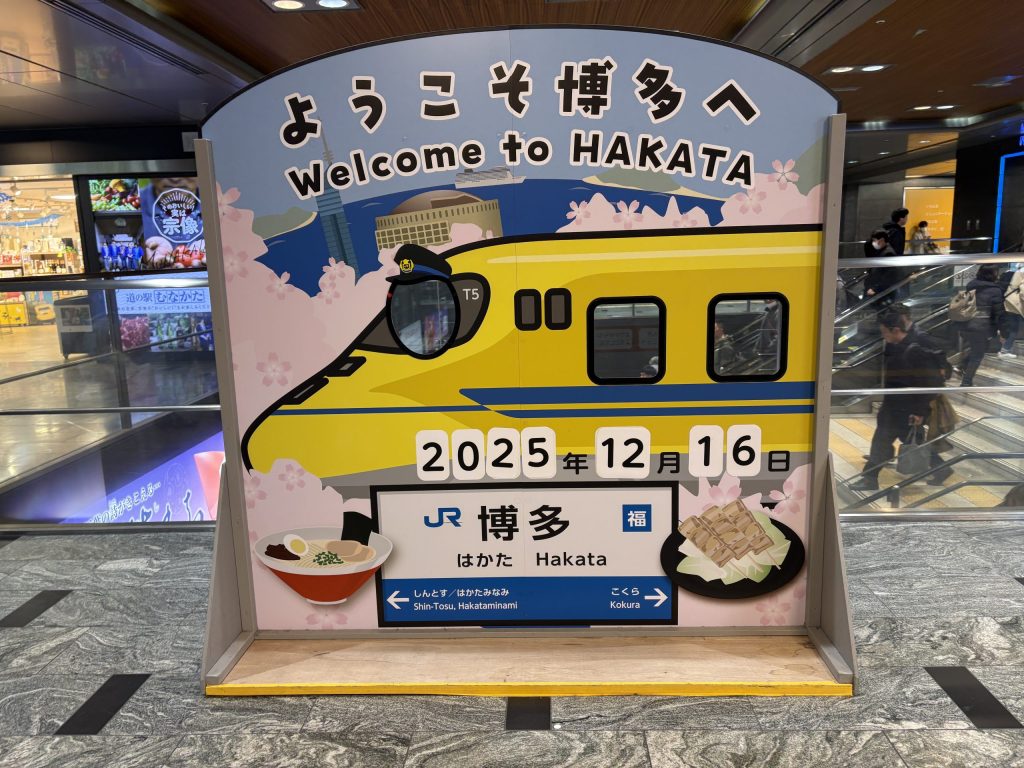 ようこそ博多へ
Welcome to HAKATA
T5
2025年12月16日
JR 博多 福
はかた Hakata
しんとす／はかたみなみ
Shin-Tosu, Hakataminami
こくら
Kokura
実は
宗像
道の駅 むなかた